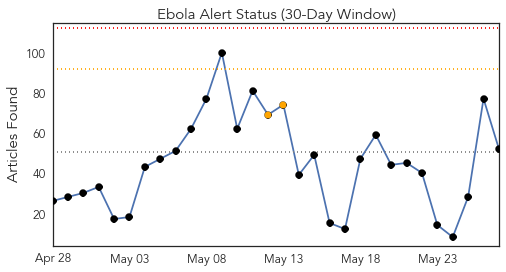 Ebola Alert Status (30-Day Window)
Articles Found
100
80
60
40
20
Apr 28 May 03 May 08 May 13 May 18 May 23